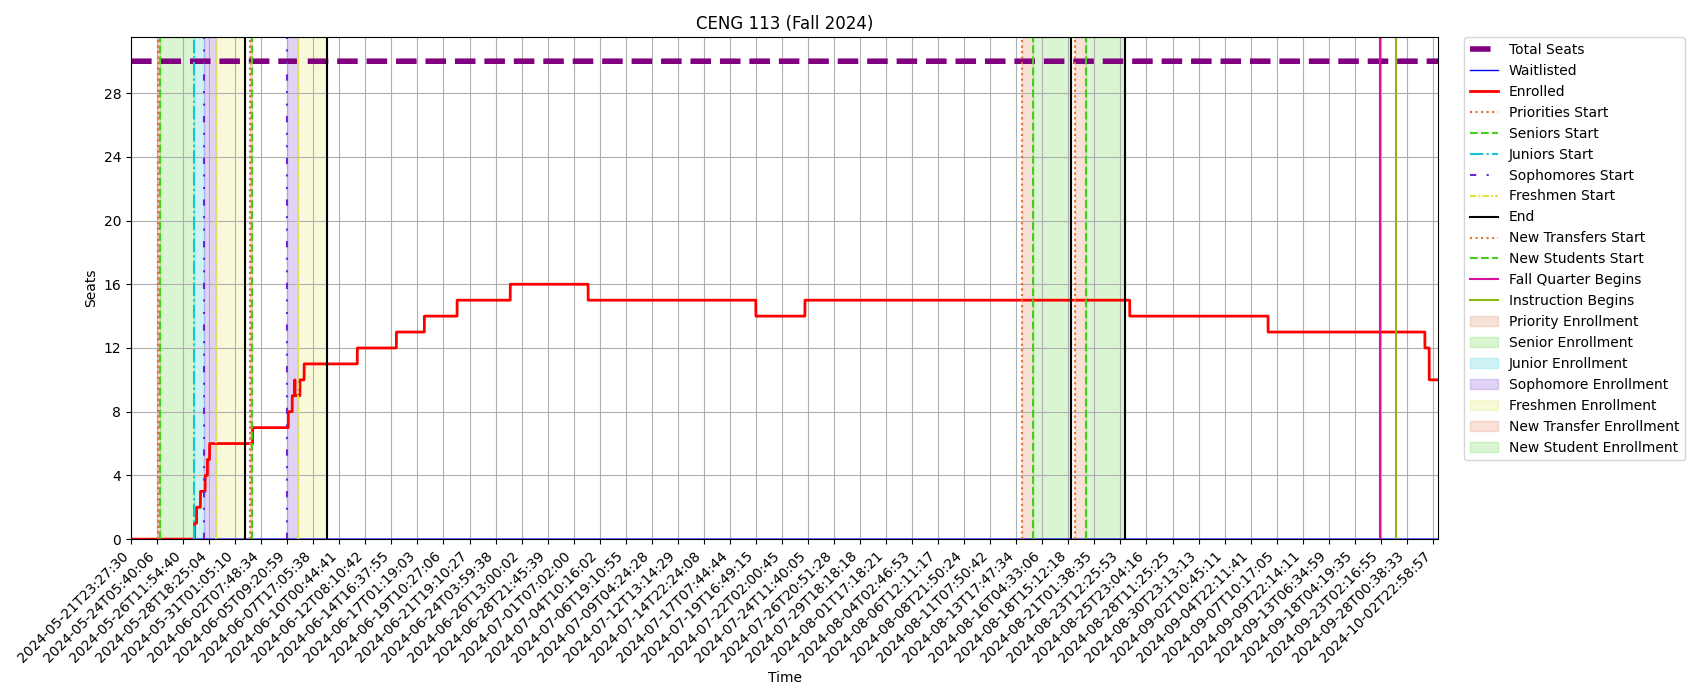 CENG 113 (Fall 2024)
Seats
28
24
20
16
12
8
4
0
2024-05-21T23:27:30
2024-05-24T05:40:06
2024-05-26T11:54:40
2024-05-28T18:25:04
2024-05-31T01:05:10
2024-06-02T07:48:34
2024-06-05T09:20:59
2024-06-07T17:05:38
2024-06-10T00:44:41
2024-06-12T08:10:42
2024-06-14T16:37:55
2024-06-17T01:19:03
2024-06-19T10:27:06
2024-06-21T19:10:27
2024-06-24T03:59:38
2024-06-26T13:00:02
2024-06-28T21:45:39
2024-07-01T07:02:00
2024-07-04T10:16:02
2024-07-06T19:10:55
2024-07-09T04:24:28
2024-07-12T13:14:29
2024-07-14T22:24:08
2024-07-17T07:44:44
2024-07-19T16:49:15
2024-07-22T02:00:45
2024-07-24T11:40:05
2024-07-26T20:51:28
2024-07-29T18:18:18
2024-08-01T17:18:21
2024-08-04T02:46:53
2024-08-06T12:11:17
2024-08-08T21:50:24
2024-08-11T07:50:42
2024-08-13T17:47:34
2024-08-16T04:33:06
2024-08-18T15:12:18
2024-08-21T01:38:35
2024-08-23T12:25:53
2024-08-25T23:04:16
2024-08-28T11:25:25
2024-08-30T23:13:13
2024-09-02T10:45:11
2024-09-04T22:11:41
2024-09-07T10:17:05
2024-09-09T22:14:11
2024-09-13T06:34:59
2024-09-18T04:19:35
2024-09-23T02:16:55
2024-09-28T00:38:33
2024-10-02T22:58:57
Time
Total Seats
Waitlisted
Enrolled
Priorities Start
Seniors Start
Juniors Start
Sophomores Start
Freshmen Start
End
New Transfers Start
New Students Start
Fall Quarter Begins
Instruction Begins
Priority Enrollment
Senior Enrollment
Junior Enrollment
Sophomore Enrollment
Freshmen Enrollment
New Transfer Enrollment
New Student Enrollment